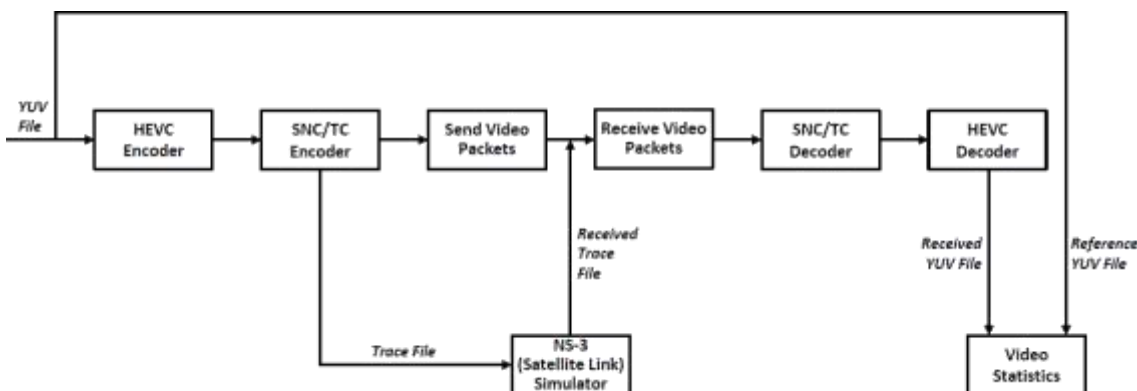 YUV
File
HEVC
Encoder
SNC/TC
Encoder
Send Video
Packets
Receive Video
Packets
SNC/TC
Decoder
HEVC
Decoder
Received
Trace
File
Received
YUV File
Reference
YUV File
Trace File
NS-3
(Satellite Link)
Simulator
Video
Statistics